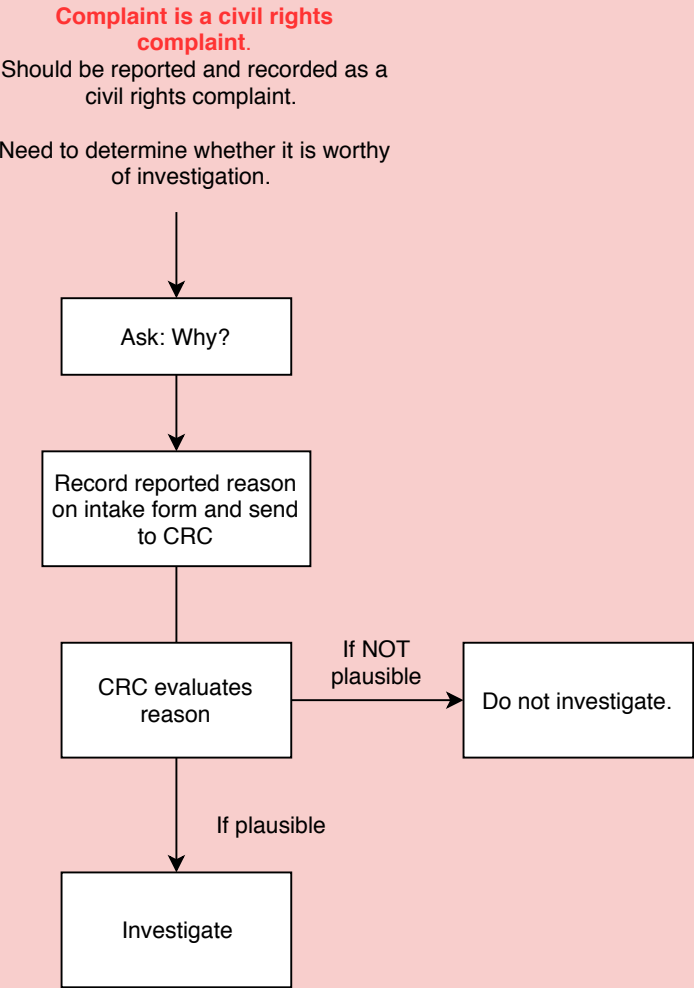 Complaint is a civil rights
complaint.
Should be reported and recorded as a
civil rights complaint.
Need to determine whether it is worthy
of investigation.
Ask: Why?
Record reported reason
on intake form and send
to CRC
If NOT
plausible
CRC evaluates
reason
Do not investigate.
If plausible
Investigate